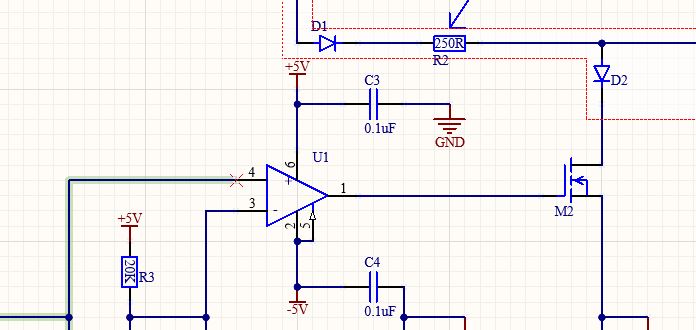 D1
250R
R2
+5V
D2
C3
0.1uF
GND
U1
6
4
+
1
3
-
2
5
M2
+5V
20K
R3
C4
0.1uF
-5V